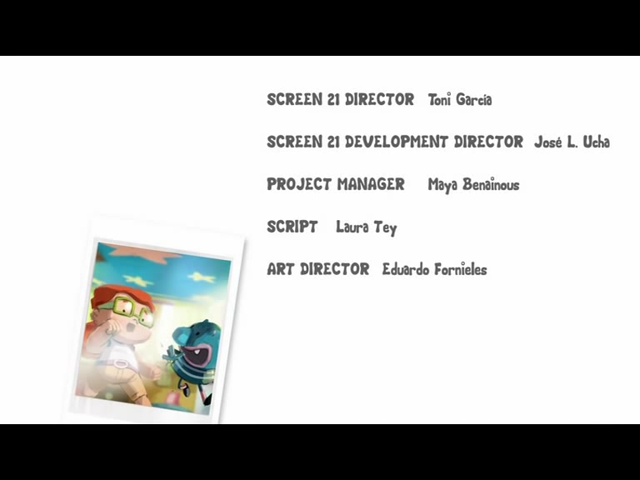 SCREEN 21 DIRECTOR Toni García
SCREEN 21 DEVELOPMENT DIRECTOR José L. Ucha
PROJECT MANAGER Maya Benainous
SCRIPT Laura Tey
ART DIRECTOR Eduardo Fornieles